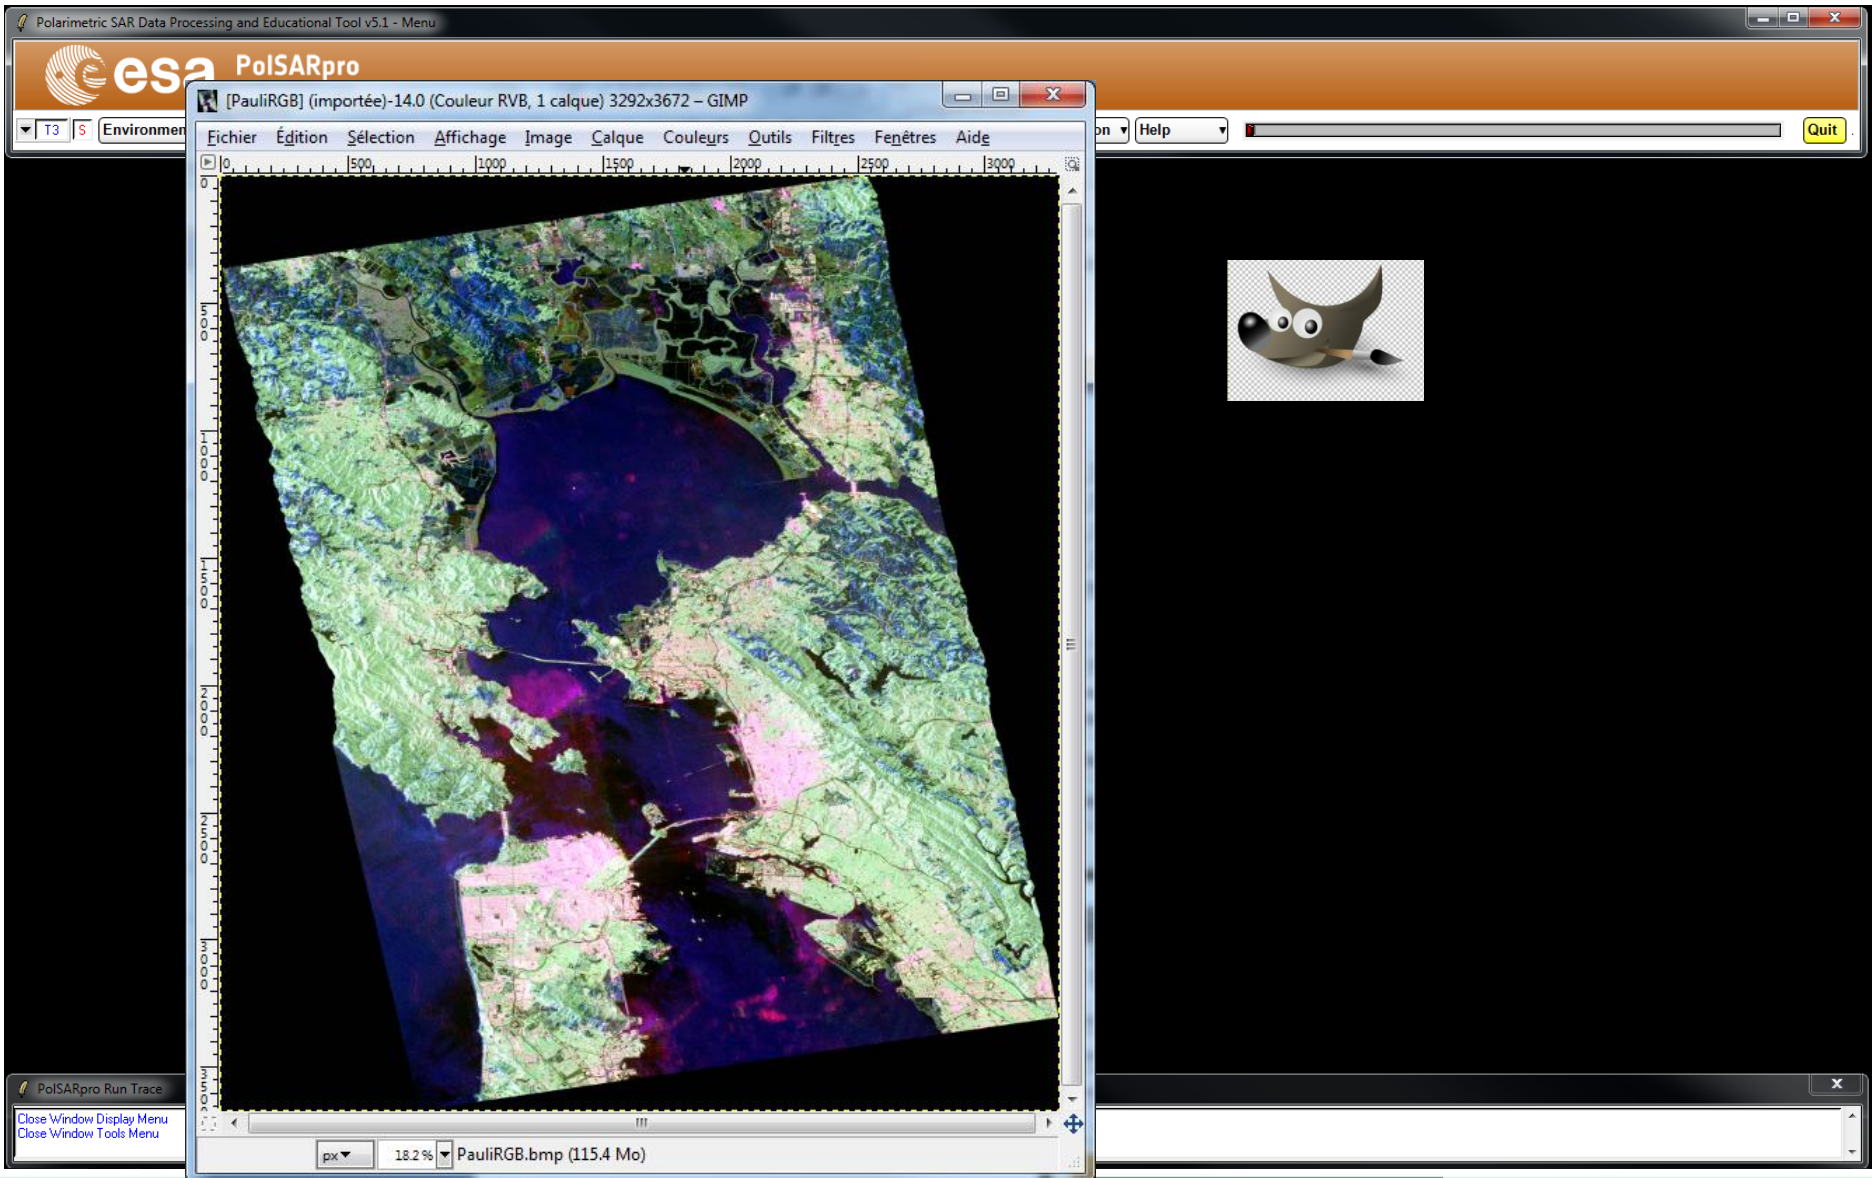 Polarimetric SAR Data Processing and Educational Tool v5.1 - Menu
esa PolSARpro
[PauliRGB] (importée)-14.0 (Couleur RVB, 1 calque) 3292x3672 – GIMP
T3 S Environmen on Help Quit
Fichier Édition Sélection Affichage Image Calque Couleurs Outils Filtres Fenêtres Aide
0 500 1000 1500 2000 2500 3000
0
500
1000
1500
2000
2500
3000
350
PolSARpro Run Trace
Close Window Display Menu
Close Window Tools Menu
px 18.2 % PauliRGB.bmp (115.4 Mo)